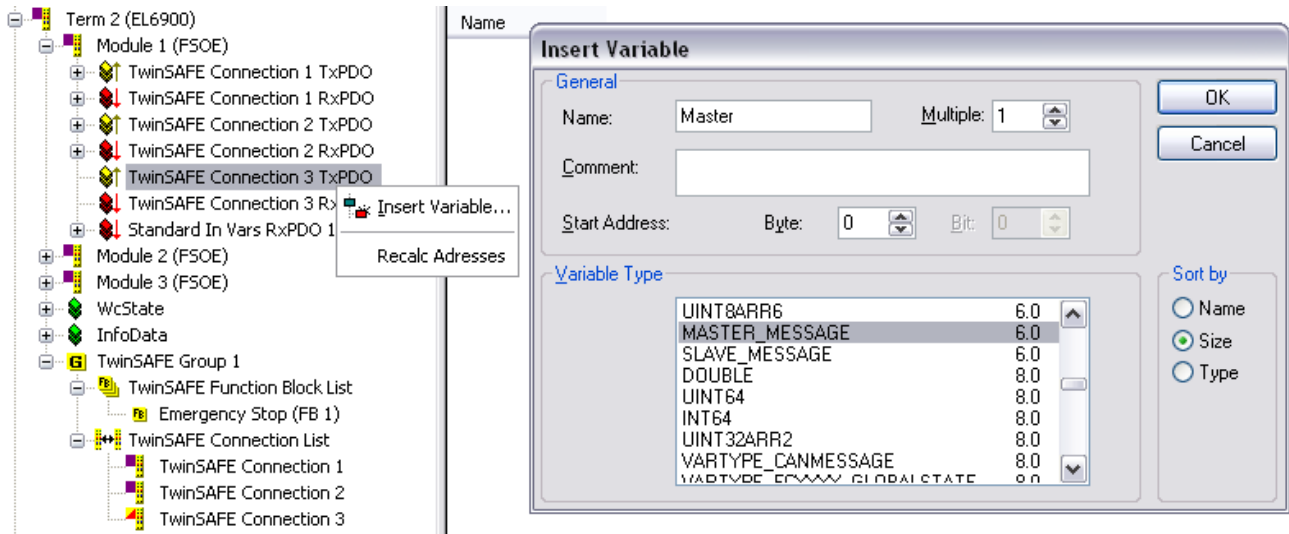 Term 2 (EL6900)
Module 1 (FSOE)
TwinSAFE Connection 1 TxPDO
TwinSAFE Connection 1 RxPDO
TwinSAFE Connection 2 TxPDO
TwinSAFE Connection 2 RxPDO
TwinSAFE Connection 3 TxPDO
TwinSAFE Connection 3 Rx
Standard In Vars RxPDO 1
Module 2 (FSOE)
Module 3 (FSOE)
WcState
InfoData
TwinSAFE Group 1
TwinSAFE Function Block List
Emergency Stop (FB 1)
TwinSAFE Connection List
TwinSAFE Connection 1
TwinSAFE Connection 2
TwinSAFE Connection 3
Insert Variable...
Recalc Adresses
Name
Insert Variable
General
Name: Master Multiple: 1
Comment:
Start Address: Byte: 0 Bit: 0
OK
Cancel
Variable Type
UINT8ARR6 6.0
MASTER_MESSAGE 6.0
SLAVE_MESSAGE 6.0
DOUBLE 8.0
UINT64 8.0
INT64 8.0
UINT32ARR2 8.0
VARTYPE_CANMESSAGE 8.0
Sort by
Name
Size
Type